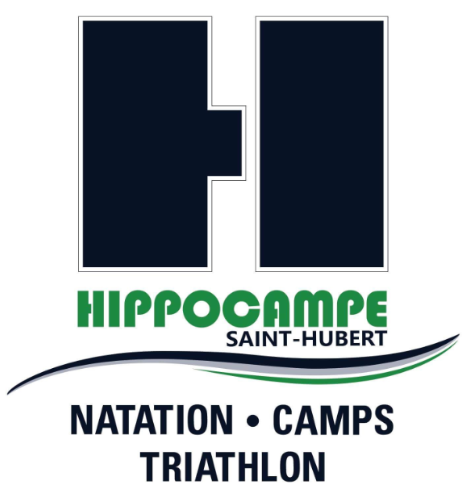 H
HIPPOCAMPE
SAINT-HUBERT
NATATION • CAMPS
TRIATHLON